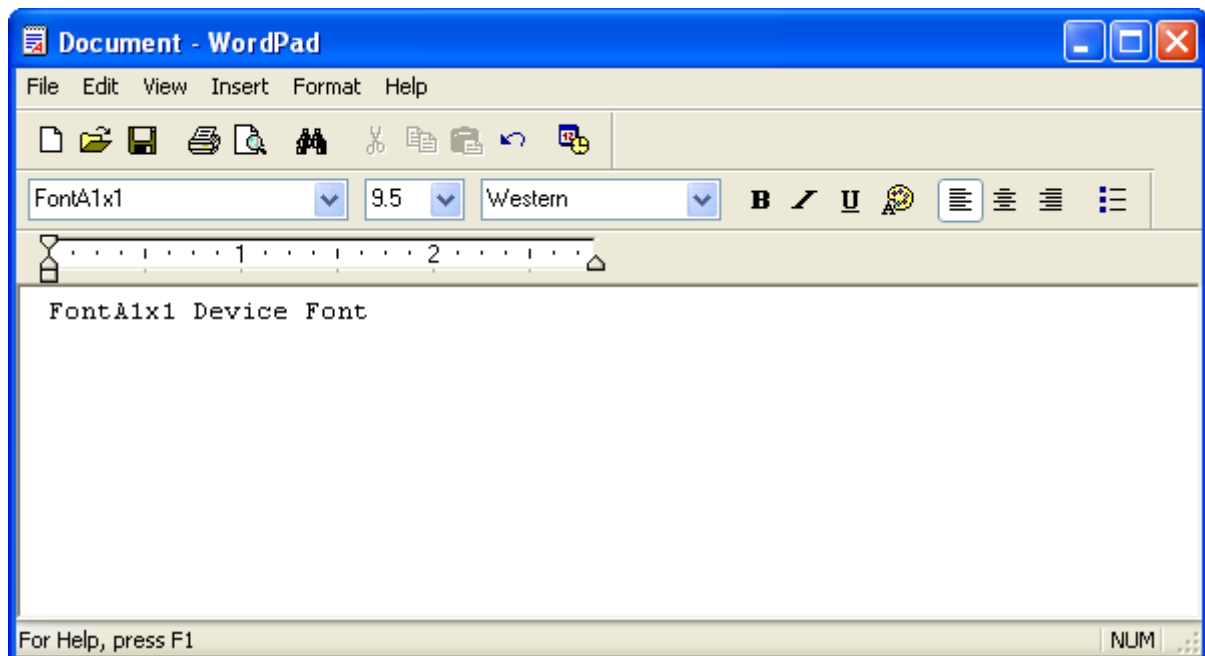 Document - WordPad
File Edit View Insert Format Help
FontA1x1 9.5 Western B U
1 2
FontA1x1 Device Font
For Help, press F1 NUM